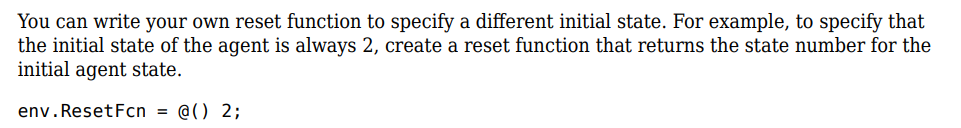 You can write your own reset function to specify a different initial state. For example, to specify that
the initial state of the agent is always 2, create a reset function that returns the state number for the
initial agent state.
env.ResetFcn = @() 2;